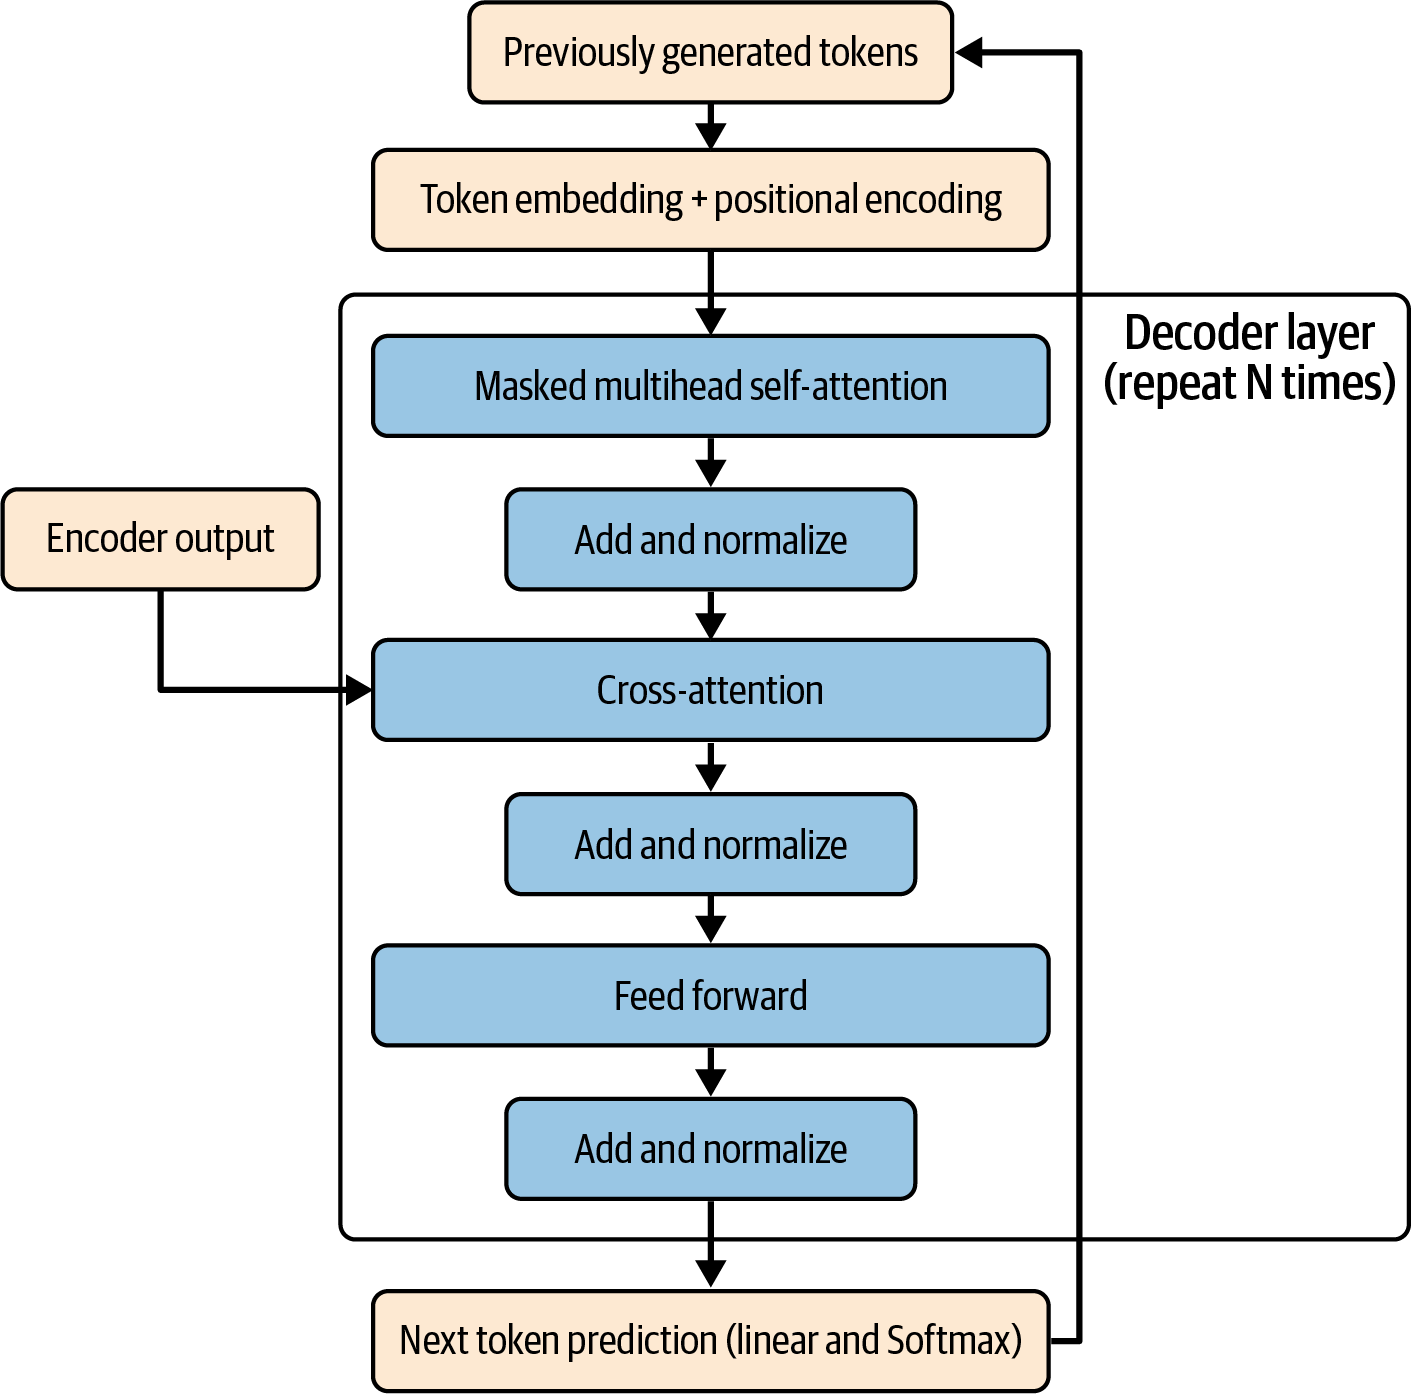 Previously generated tokens
Token embedding + positional encoding
Decoder layer
(repeat N times)
Masked multihead self-attention
Add and normalize
Encoder output
Cross-attention
Add and normalize
Feed forward
Add and normalize
Next token prediction (linear and Softmax)